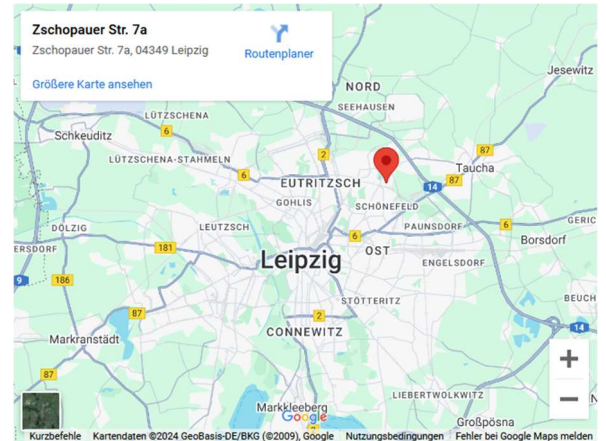 Zschopauer Str. 7a
Zschopauer Str. 7a, 04349 Leipzig
Routenplaner
Größere Karte ansehen
Jesewitz
NORD
SEEHAUSEN
LÜTZSCHENA
6
Schkeuditz
2
87
LÜTZSCHENA-STAHMELN
6
Taucha
87
EUTRITZSCH
14
GOHLIS
SCHÖNEFELD
DÖLZIG
LEUTZSCH
PAUNSDORF
6
GERIC
6
Borsdorf
ERSDORF
181
OST
Leipzig
ENGELSDORF
9
186
STÖTTERITZ
BEUCH
87
2
CONNEWITZ
14
Markranstädt
+
87
−
LIEBERTWOLKWITZ
Markkleeberg
N
Google
Großpösna
Kurzbefehle Kartendaten ©2024 GeoBasis-DE/BKG (©2009), Google Nutzungsbedingungen Fehler bei Google Maps melden